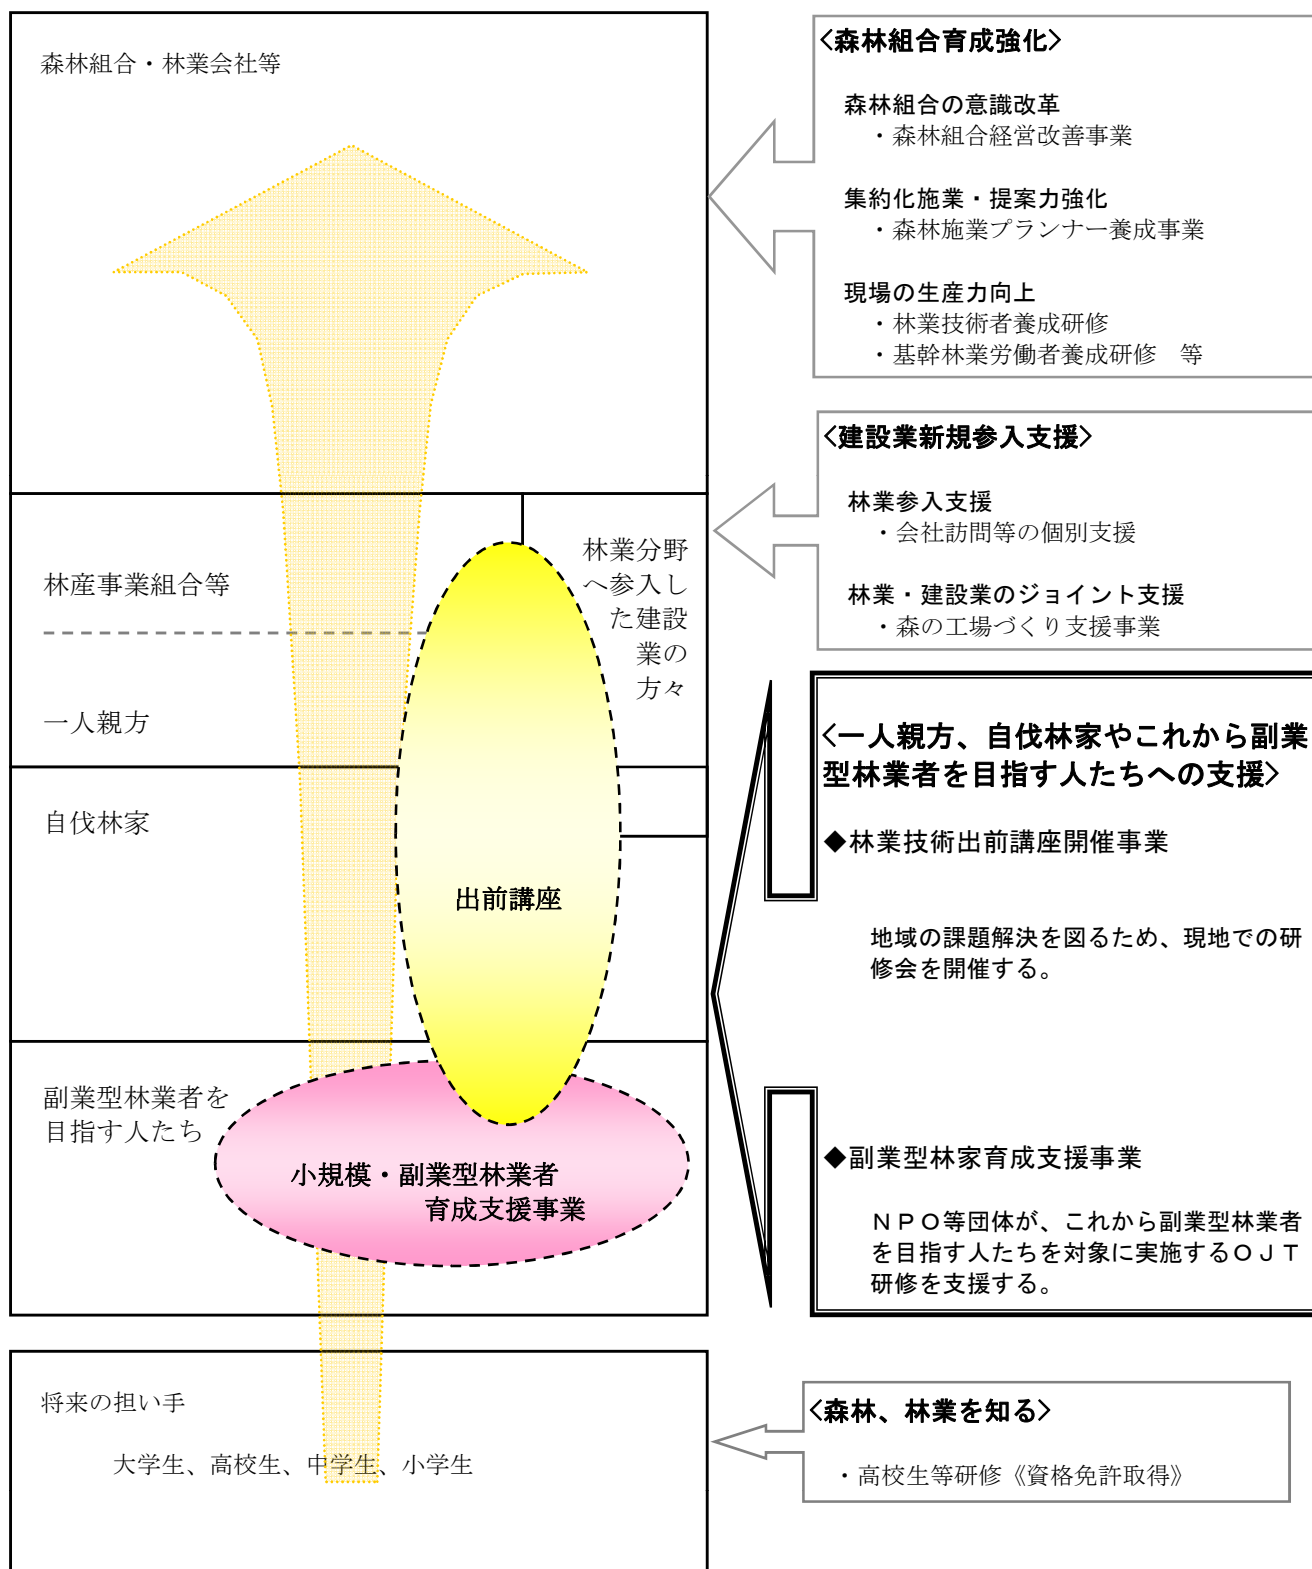 森林組合・林業会社等
林産事業組合等
一人親方
林業分野
へ参入し
た建設
業の
方々
自伐林家
出前講座
副業型林業者を
目指す人たち
小規模・副業型林業者
育成支援事業
将来の担い手
大学生、高校生、中学生、小学生
<森林組合育成強化>
森林組合の意識改革
・森林組合経営改善事業
集約化施業・提案力強化
・森林施業プランナー養成事業
現場の生産力向上
・林業技術者養成研修
・基幹林業労働者養成研修　等
<建設業新規参入支援>
林業参入支援
・会社訪問等の個別支援
林業・建設業のジョイント支援
・森の工場づくり支援事業
<一人親方、自伐林家やこれから副業
型林業者を目指す人たちへの支援>
◆林業技術出前講座開催事業
地域の課題解決を図るため、現地での研
修会を開催する。
◆副業型林家育成支援事業
ＮＰＯ等団体が、これから副業型林業者
を目指す人たちを対象に実施するＯＪＴ
研修を支援する。
<森林、林業を知る>
・高校生等研修《資格免許取得》